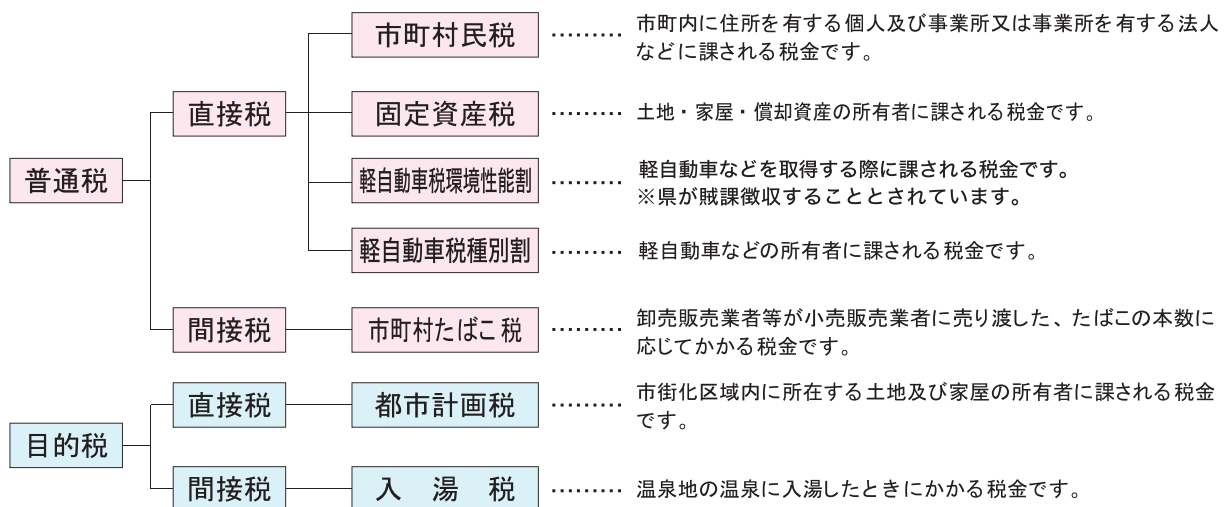 普通税
直接税
市町村民税 ……… 市町内に住所を有する個人及び事業所又は事業所を有する法人
などに課される税金です。
固定資産税 ……… 土地・家屋・償却資産の所有者に課される税金です。
軽自動車税環境性能割 ……… 軽自動車などを取得する際に課される税金です。
※県が賊課徴収することとされています。
軽自動車税種別割 ……… 軽自動車などの所有者に課される税金です。
間接税
市町村たばこ税 ……… 卸売販売業者等が小売販売業者に売り渡した、たばこの本数に
応じてかかる税金です。
目的税
直接税
都市計画税 ……… 市街化区域内に所在する土地及び家屋の所有者に課される税金
です。
間接税
入湯税 ……… 温泉地の温泉に入湯したときにかかる税金です。